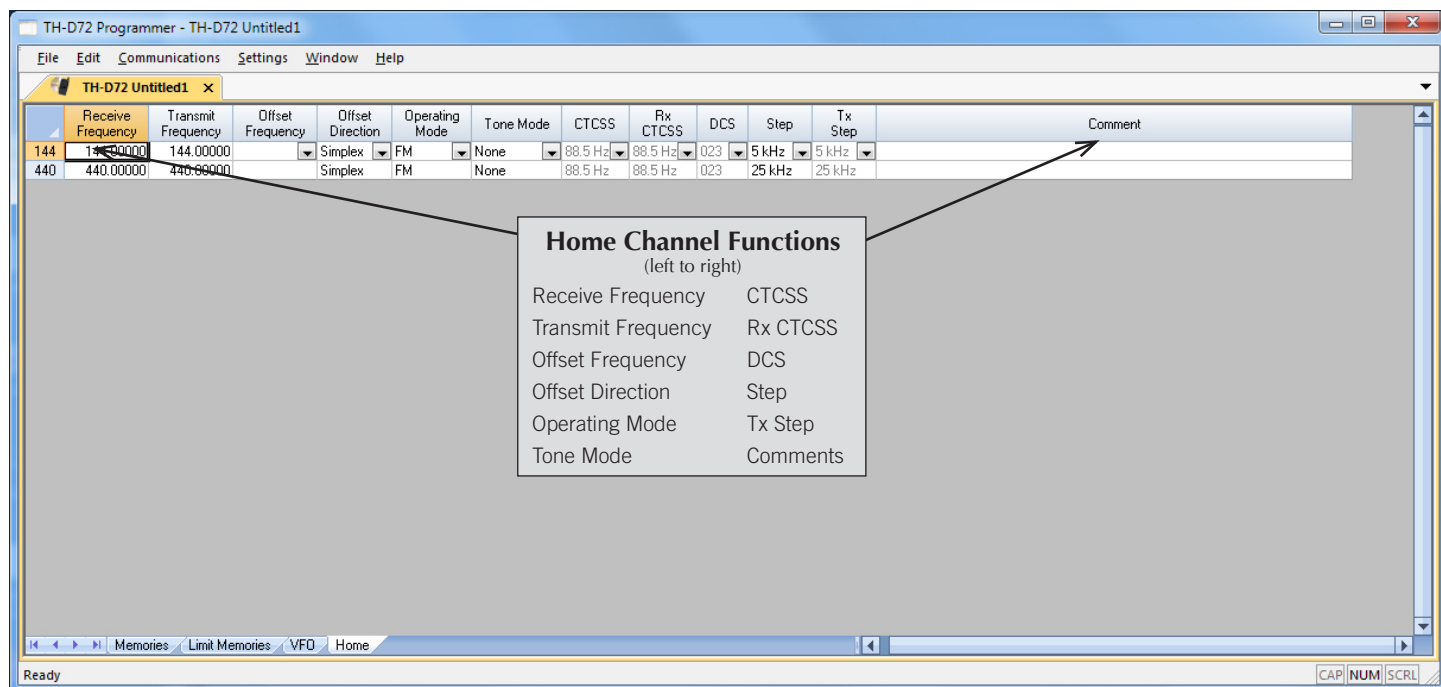 TH-D72 Programmer - TH-D72 Untitled1
File Edit Communications Settings Window Help
TH-D72 Untitled1 X
Receive Frequency Transmit Frequency Offset Frequency Offset Direction Operating Mode Tone Mode CTCSS Rx CTCSS DCS Step Tx Step Comment
144 144.00000 144.00000 Simplex FM None 88.5 Hz 88.5 Hz 023 5 kHz 5 kHz
440 440.00000 440.00000 Simplex FM None 88.5 Hz 88.5 Hz 023 25 kHz 25 kHz
Home Channel Functions
(left to right)
Receive Frequency CTCSS
Transmit Frequency Rx CTCSS
Offset Frequency DCS
Offset Direction Step
Operating Mode Tx Step
Tone Mode Comments
Memories Limit Memories VFO Home
Ready CAP NUM SCRL